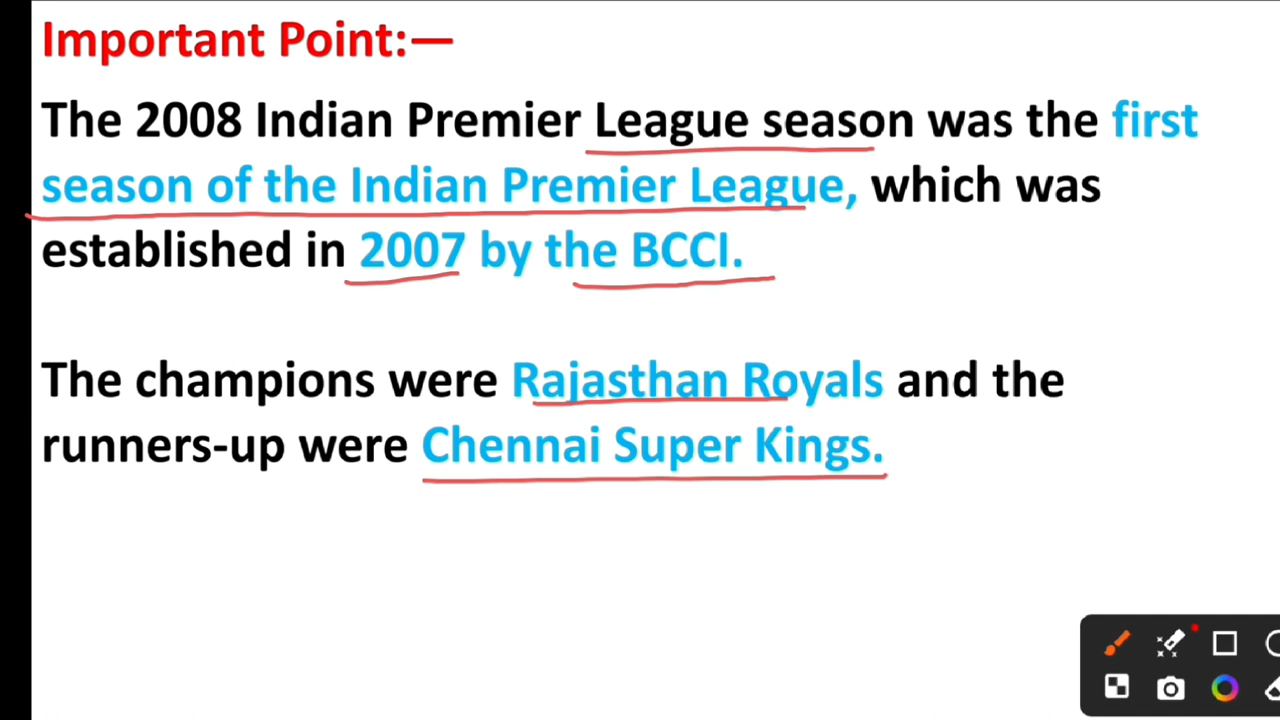 Important Point:—
The 2008 Indian Premier League season was the first
season of the Indian Premier League, which was
established in 2007 by the BCCI.
The champions were Rajasthan Royals and the
runners-up were Chennai Super Kings.